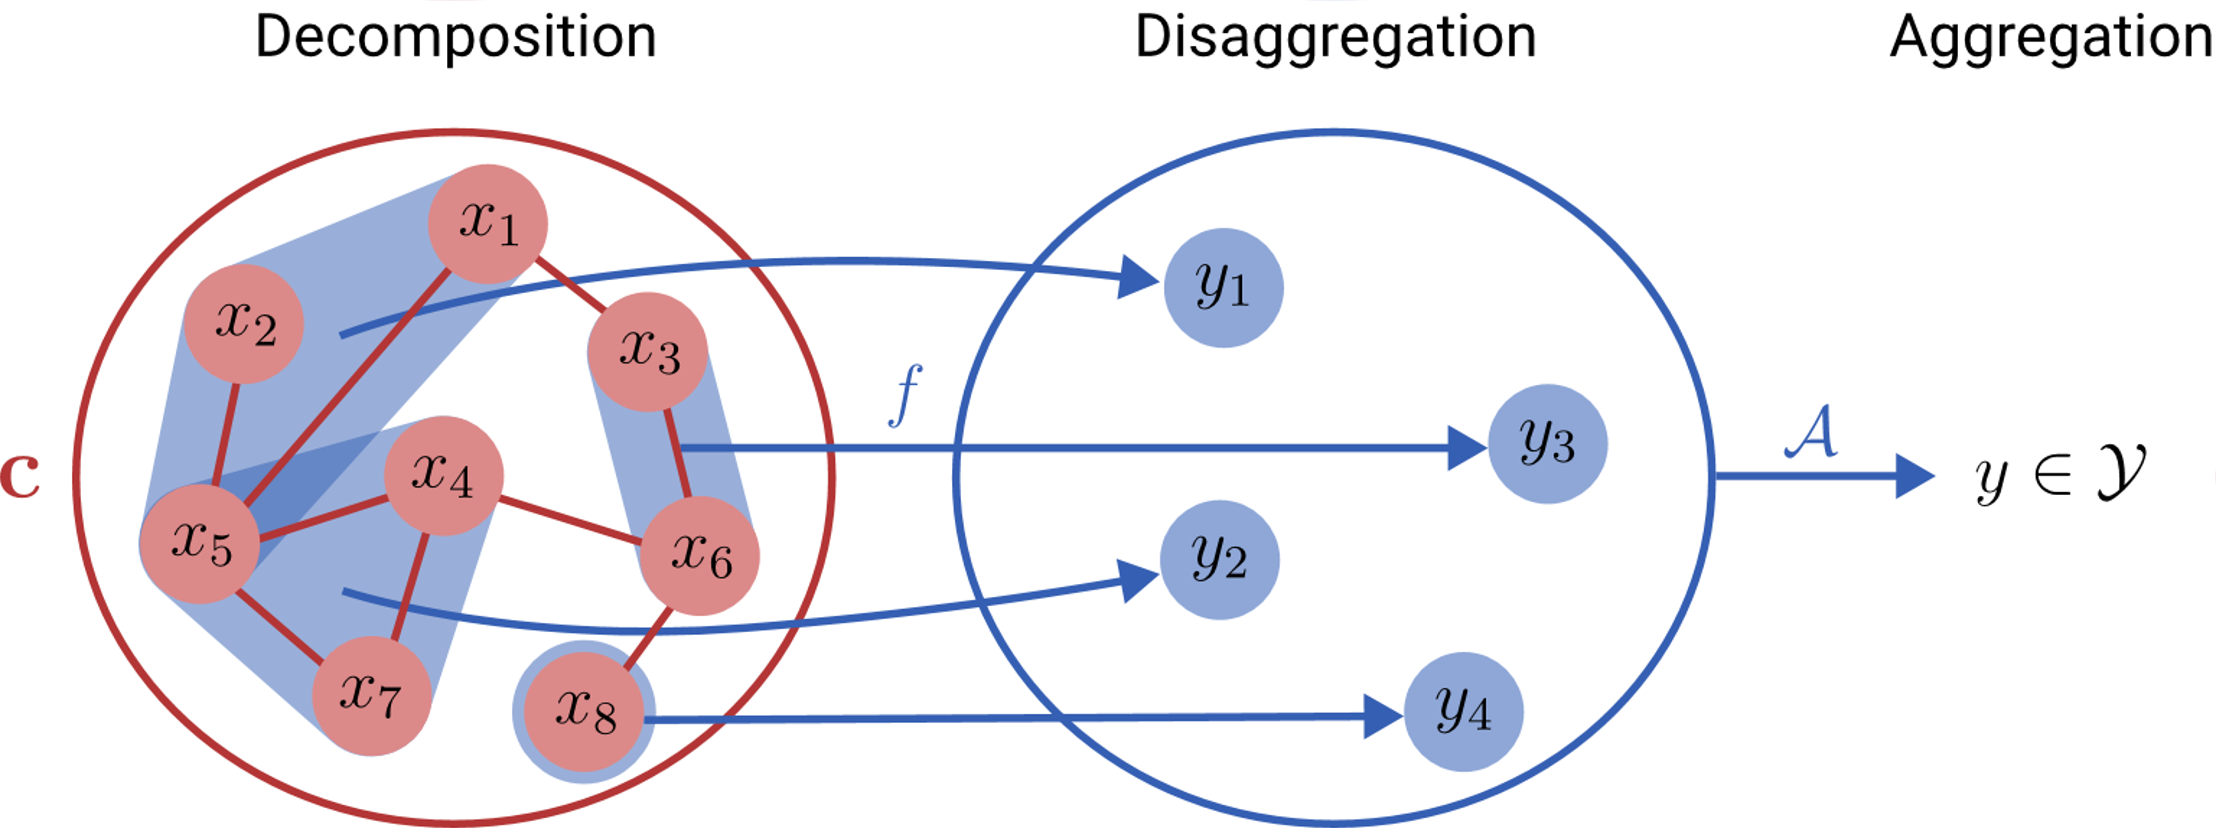 Decomposition Disaggregation Aggregation
x₁
x₂ y₁
x₃
f
x₄ y₃ 𝒜
c y ∈ 𝒴
x₅ x₆ y₂
x₇ x₈ y₄